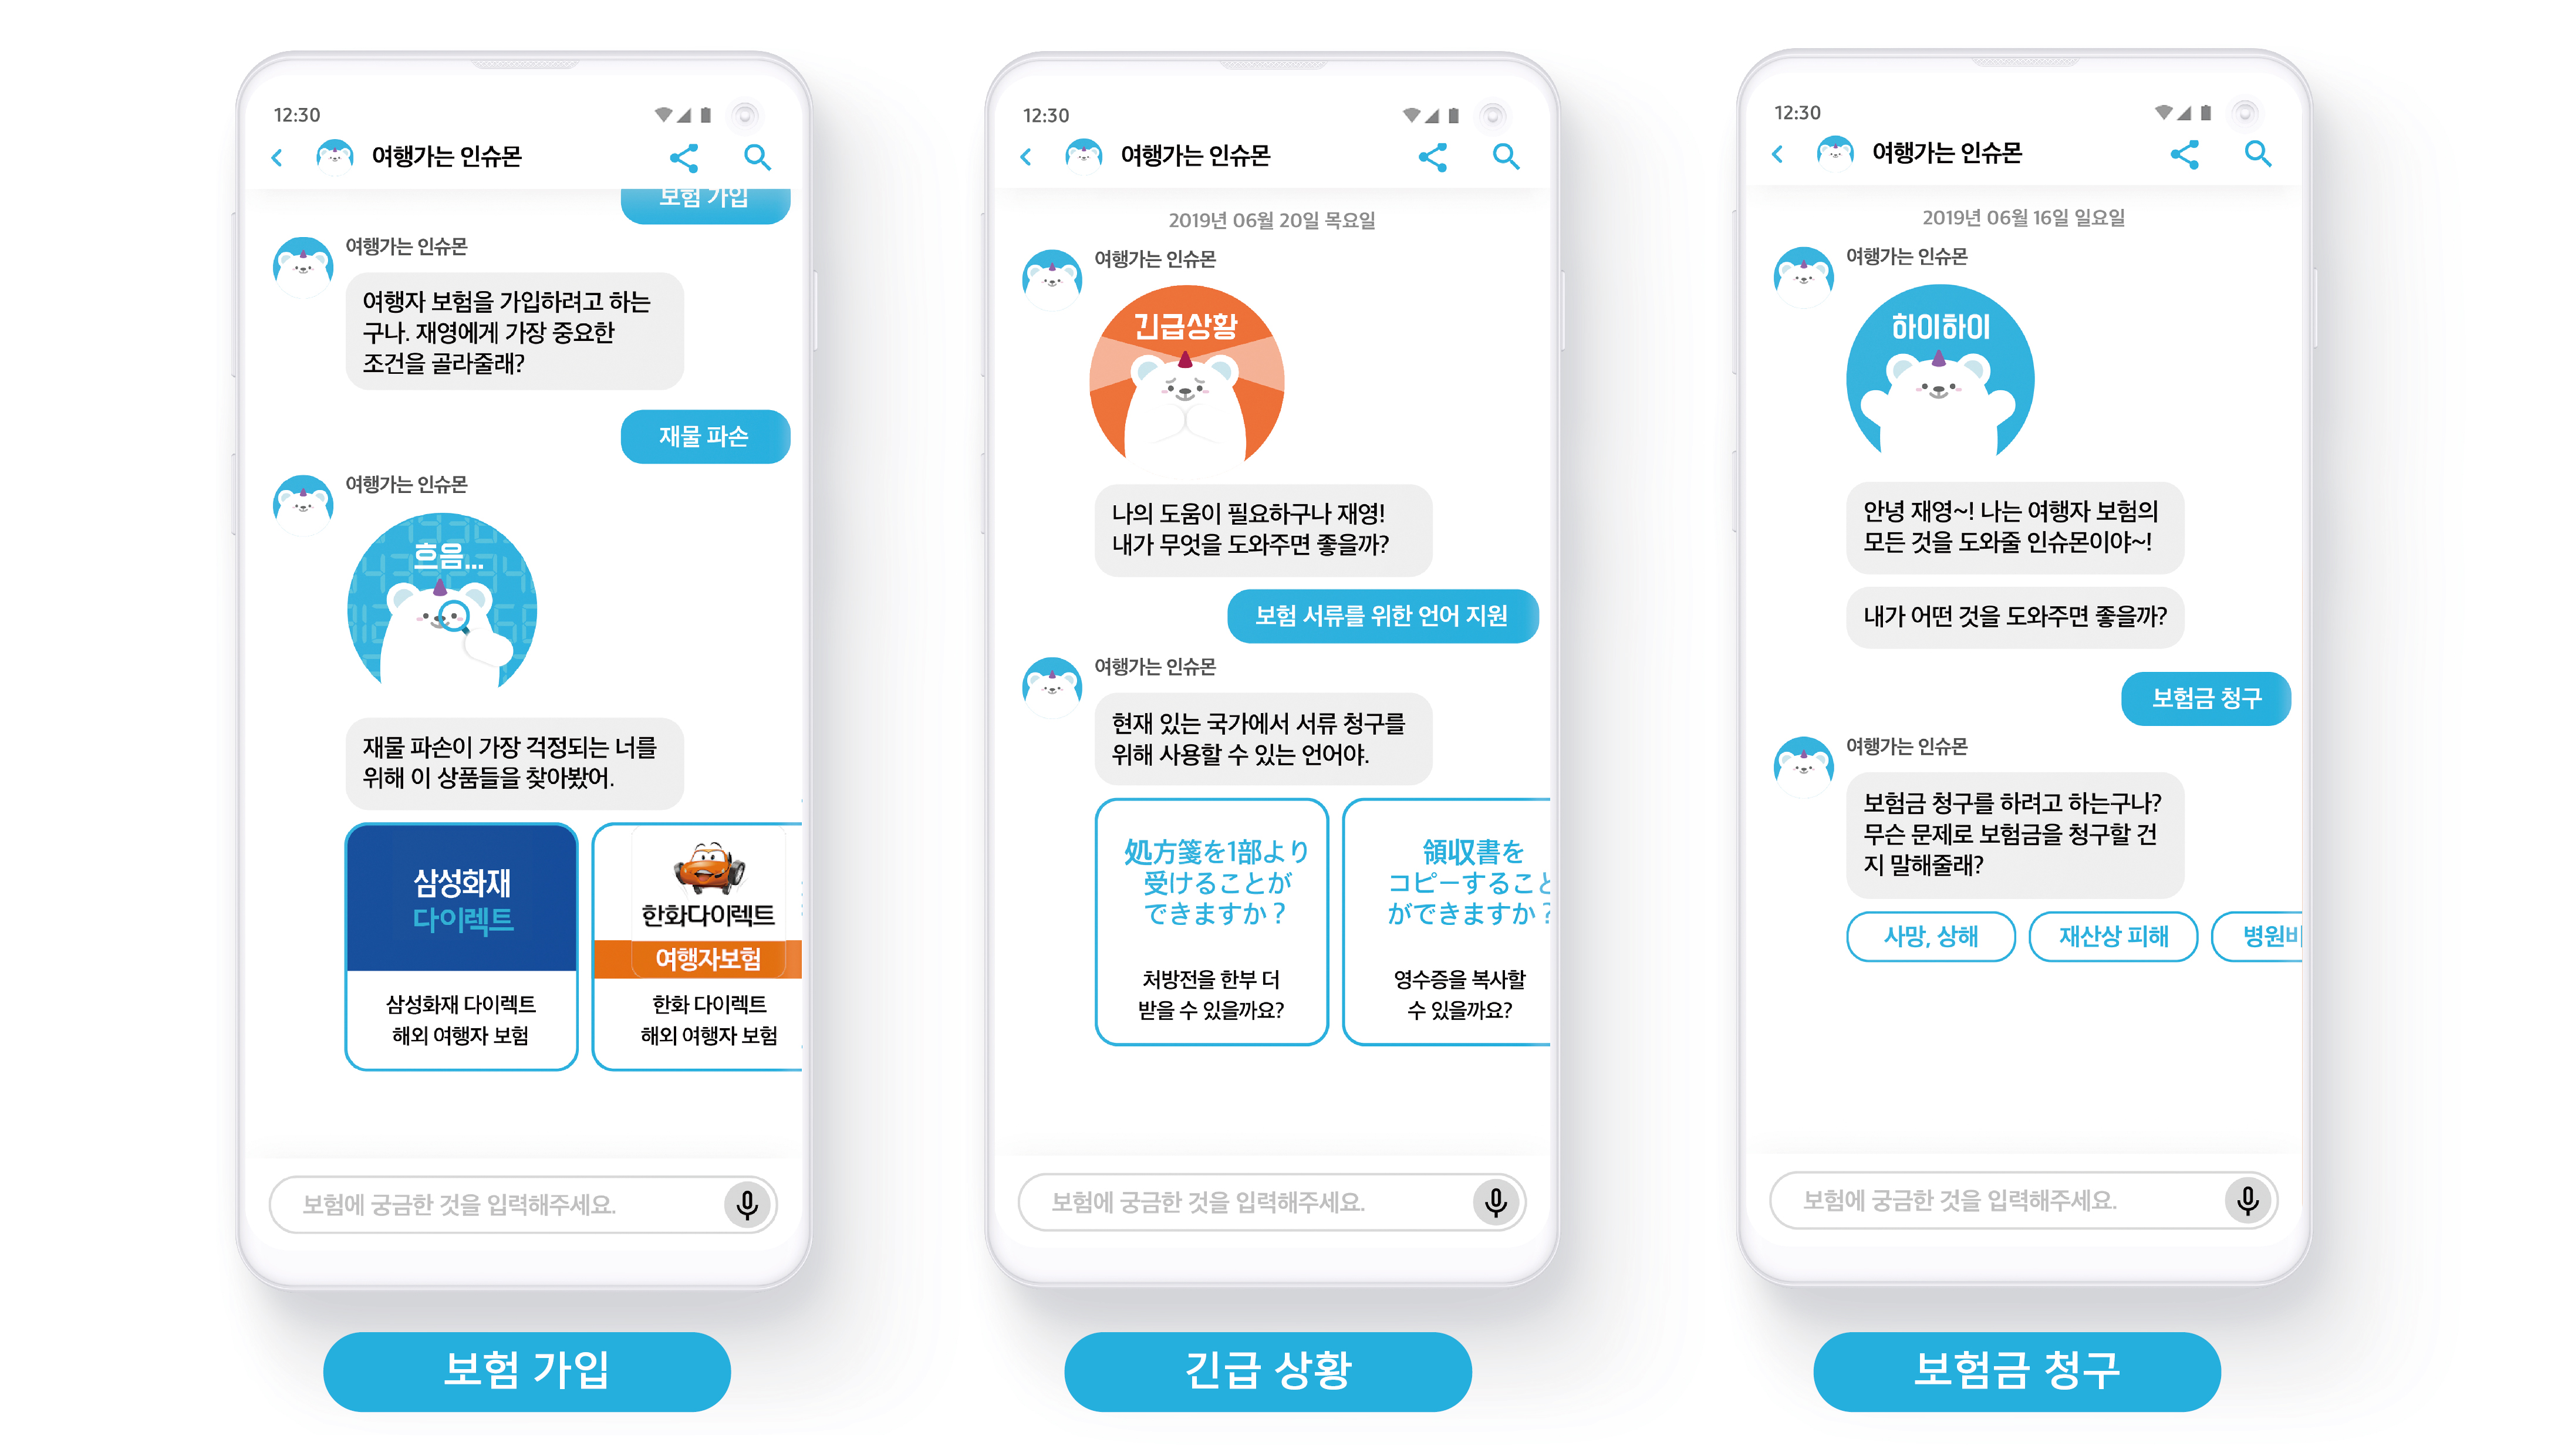 12:30
여행가는 인슈몬
보험 가입
여행가는 인슈몬
여행자 보험을 가입하려고 하는
구나. 재영에게 가장 중요한
조건을 골라줄래?
재물 파손
여행가는 인슈몬
흐음...
재물 파손이 가장 걱정되는 너를
위해 이 상품들을 찾아봤어.
삼성화재
다이렉트
삼성화재 다이렉트
해외 여행자 보험
한화다이렉트
여행자보험
한화 다이렉트
해외 여행자 보험
보험에 궁금한 것을 입력해주세요.
보험 가입
12:30
여행가는 인슈몬
2019년 06월 20일 목요일
여행가는 인슈몬
긴급상황
나의 도움이 필요하구나 재영!
내가 무엇을 도와주면 좋을까?
보험 서류를 위한 언어 지원
여행가는 인슈몬
현재 있는 국가에서 서류 청구를
위해 사용할 수 있는 언어야.
処方箋を1部より
受けることが
できますか？
처방전을 한부 더
받을 수 있을까요?
領収書を
コピーすること
ができますか？
영수증을 복사할
수 있을까요?
보험에 궁금한 것을 입력해주세요.
긴급 상황
12:30
여행가는 인슈몬
2019년 06월 16일 일요일
여행가는 인슈몬
하이하이
안녕 재영~! 나는 여행자 보험의
모든 것을 도와줄 인슈몬이야~!
내가 어떤 것을 도와주면 좋을까?
보험금 청구
여행가는 인슈몬
보험금 청구를 하려고 하는구나?
무슨 문제로 보험금을 청구할 건
지 말해줄래?
사망, 상해
재산상 피해
병원비
보험에 궁금한 것을 입력해주세요.
보험금 청구